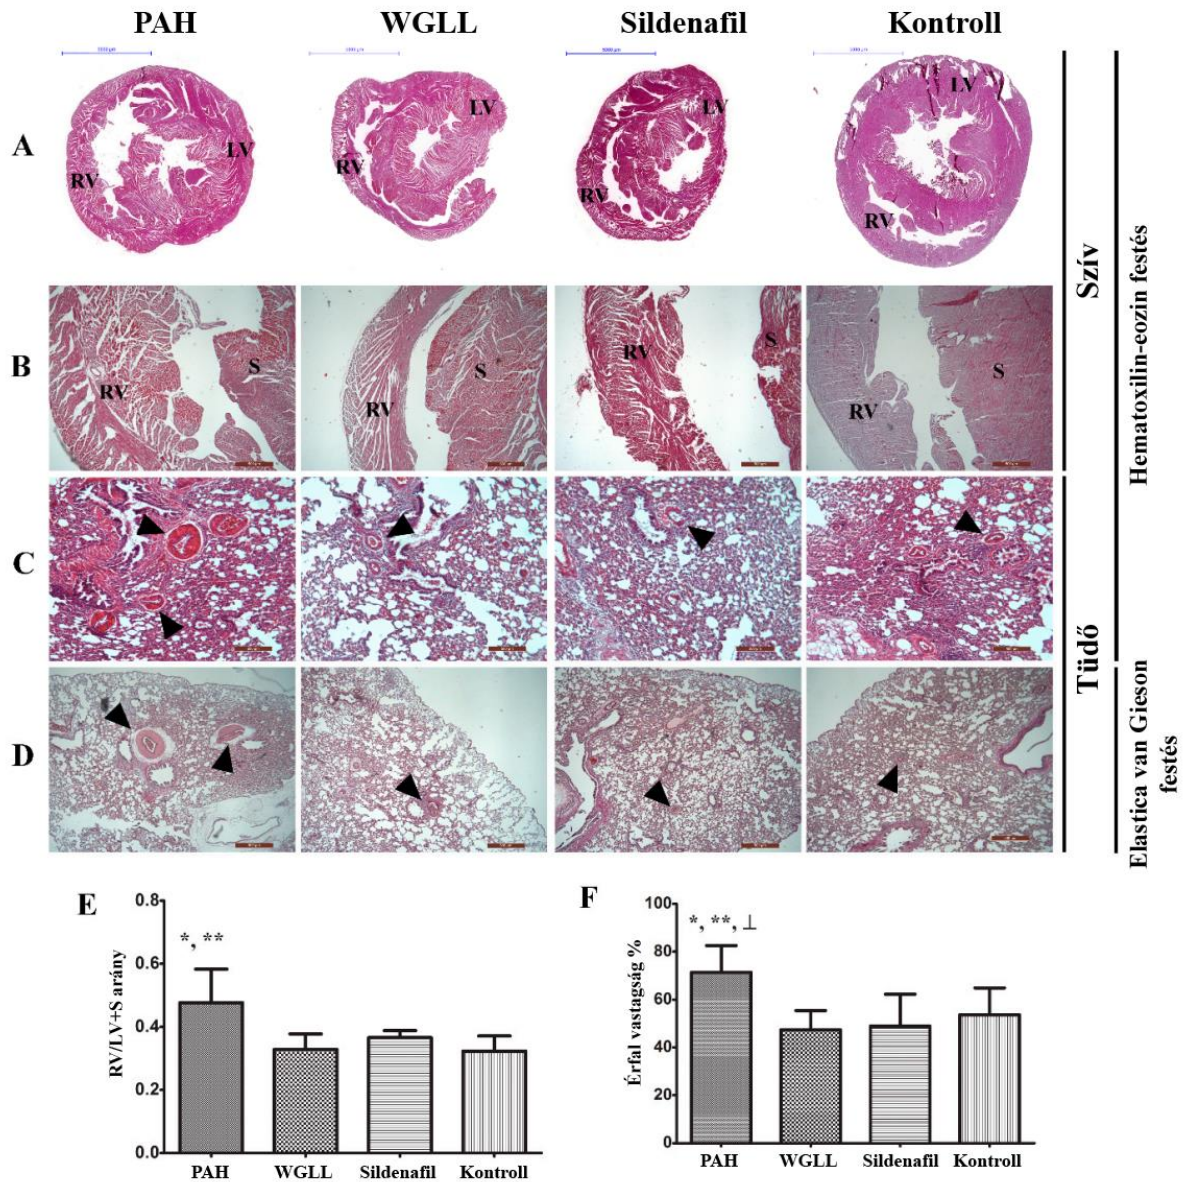 PAH WGLL Sildenafil Kontroll
A
LV
RV
LV
RV
LV
RV
LV
RV
B
RV S
RV S
RV S
RV S
C
D
Szív
Tüdő
Hematoxilin-eozin festés
Elastica van Gieson
festés
E
RV/LV+S arány
0.8
0.6
0.4
0.2
0.0
*, **
PAH WGLL Sildenafil Kontroll
F
Érfal vastagság %
100
80
60
40
20
0
*, **, ⊥
PAH WGLL Sildenafil Kontroll